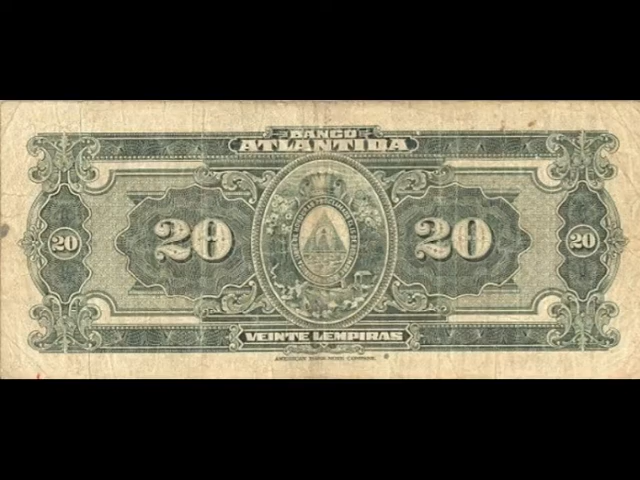 BANCO
ATLANTIDA
20 20
20 20
VEINTE LEMPIRAS
AMERICAN BANK NOTE COMPANY.